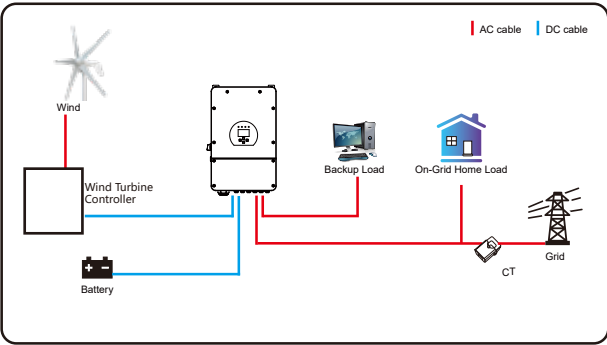 AC cable
DC cable
Wind
Backup Load
On-Grid Home Load
Wind Turbine
Controller
Grid
CT
Battery